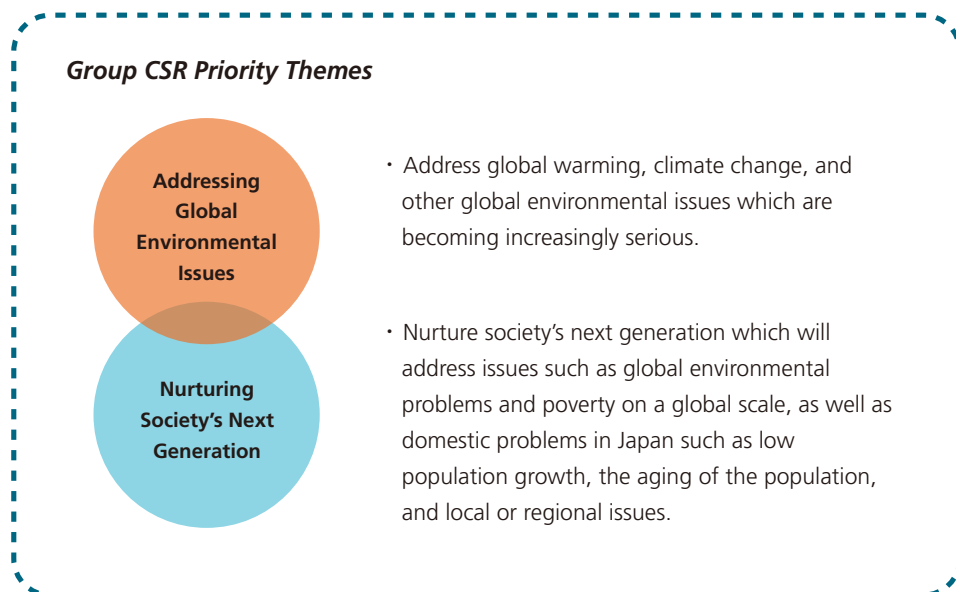 Group CSR Priority Themes
Addressing
Global
Environmental
Issues
・Address global warming, climate change, and
other global environmental issues which are
becoming increasingly serious.
Nurturing
Society’s Next
Generation
・Nurture society’s next generation which will
address issues such as global environmental
problems and poverty on a global scale, as well as
domestic problems in Japan such as low
population growth, the aging of the population,
and local or regional issues.